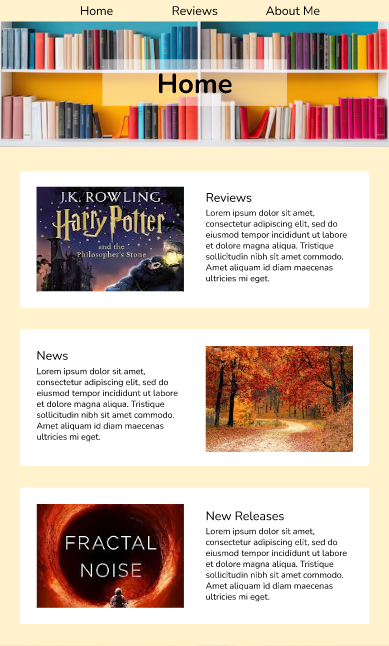 Home Reviews About Me
Home
J.K. ROWLING
Harry Potter
and the
Philosopher's Stone
Reviews
Lorem ipsum dolor sit amet,
consectetur adipiscing elit, sed do
eiusmod tempor incididunt ut labore
et dolore magna aliqua. Tristique
sollicitudin nibh sit amet commodo.
Amet aliquam id diam maecenas
ultricies mi eget.
News
Lorem ipsum dolor sit amet,
consectetur adipiscing elit, sed do
eiusmod tempor incididunt ut labore
et dolore magna aliqua. Tristique
sollicitudin nibh sit amet commodo.
Amet aliquam id diam maecenas
ultricies mi eget.
FRACTAL
NOISE
New Releases
Lorem ipsum dolor sit amet,
consectetur adipiscing elit, sed do
eiusmod tempor incididunt ut labore
et dolore magna aliqua. Tristique
sollicitudin nibh sit amet commodo.
Amet aliquam id diam maecenas
ultricies mi eget.